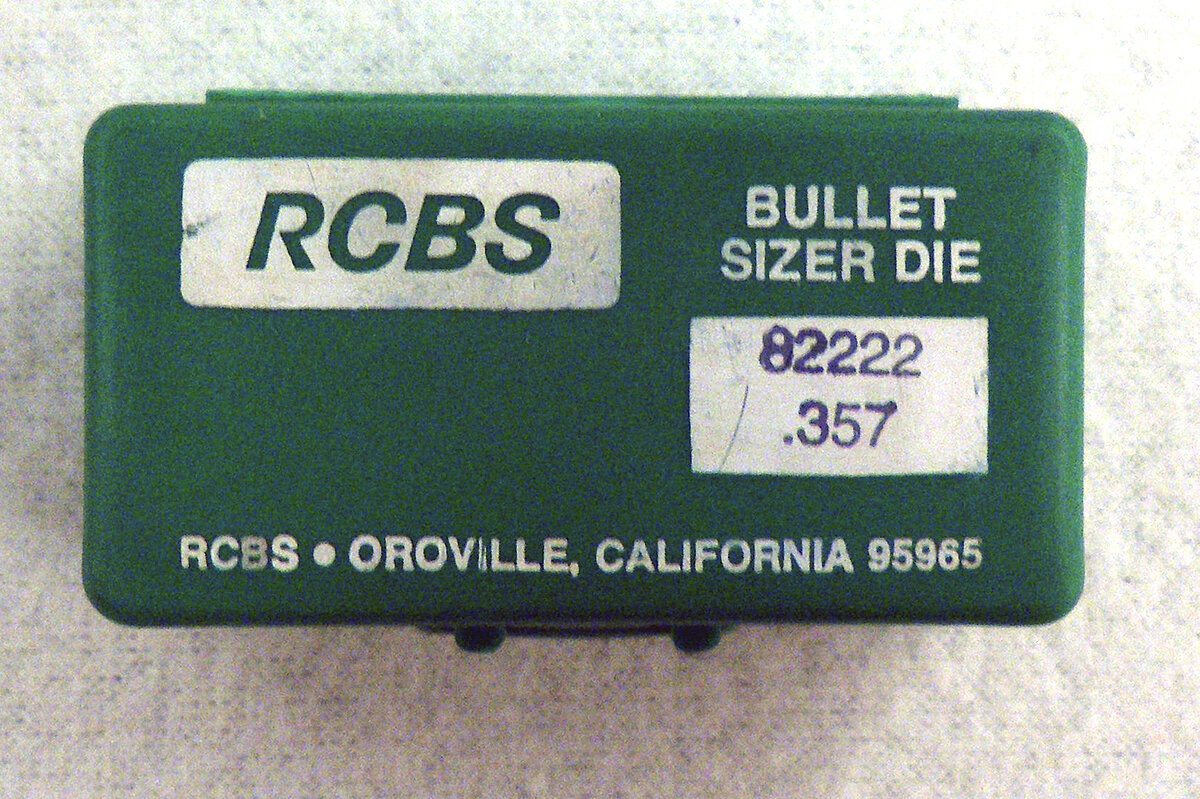 RCBS
BULLET
SIZER DIE
82222
.357
RCBS • OROVILLE, CALIFORNIA 95965